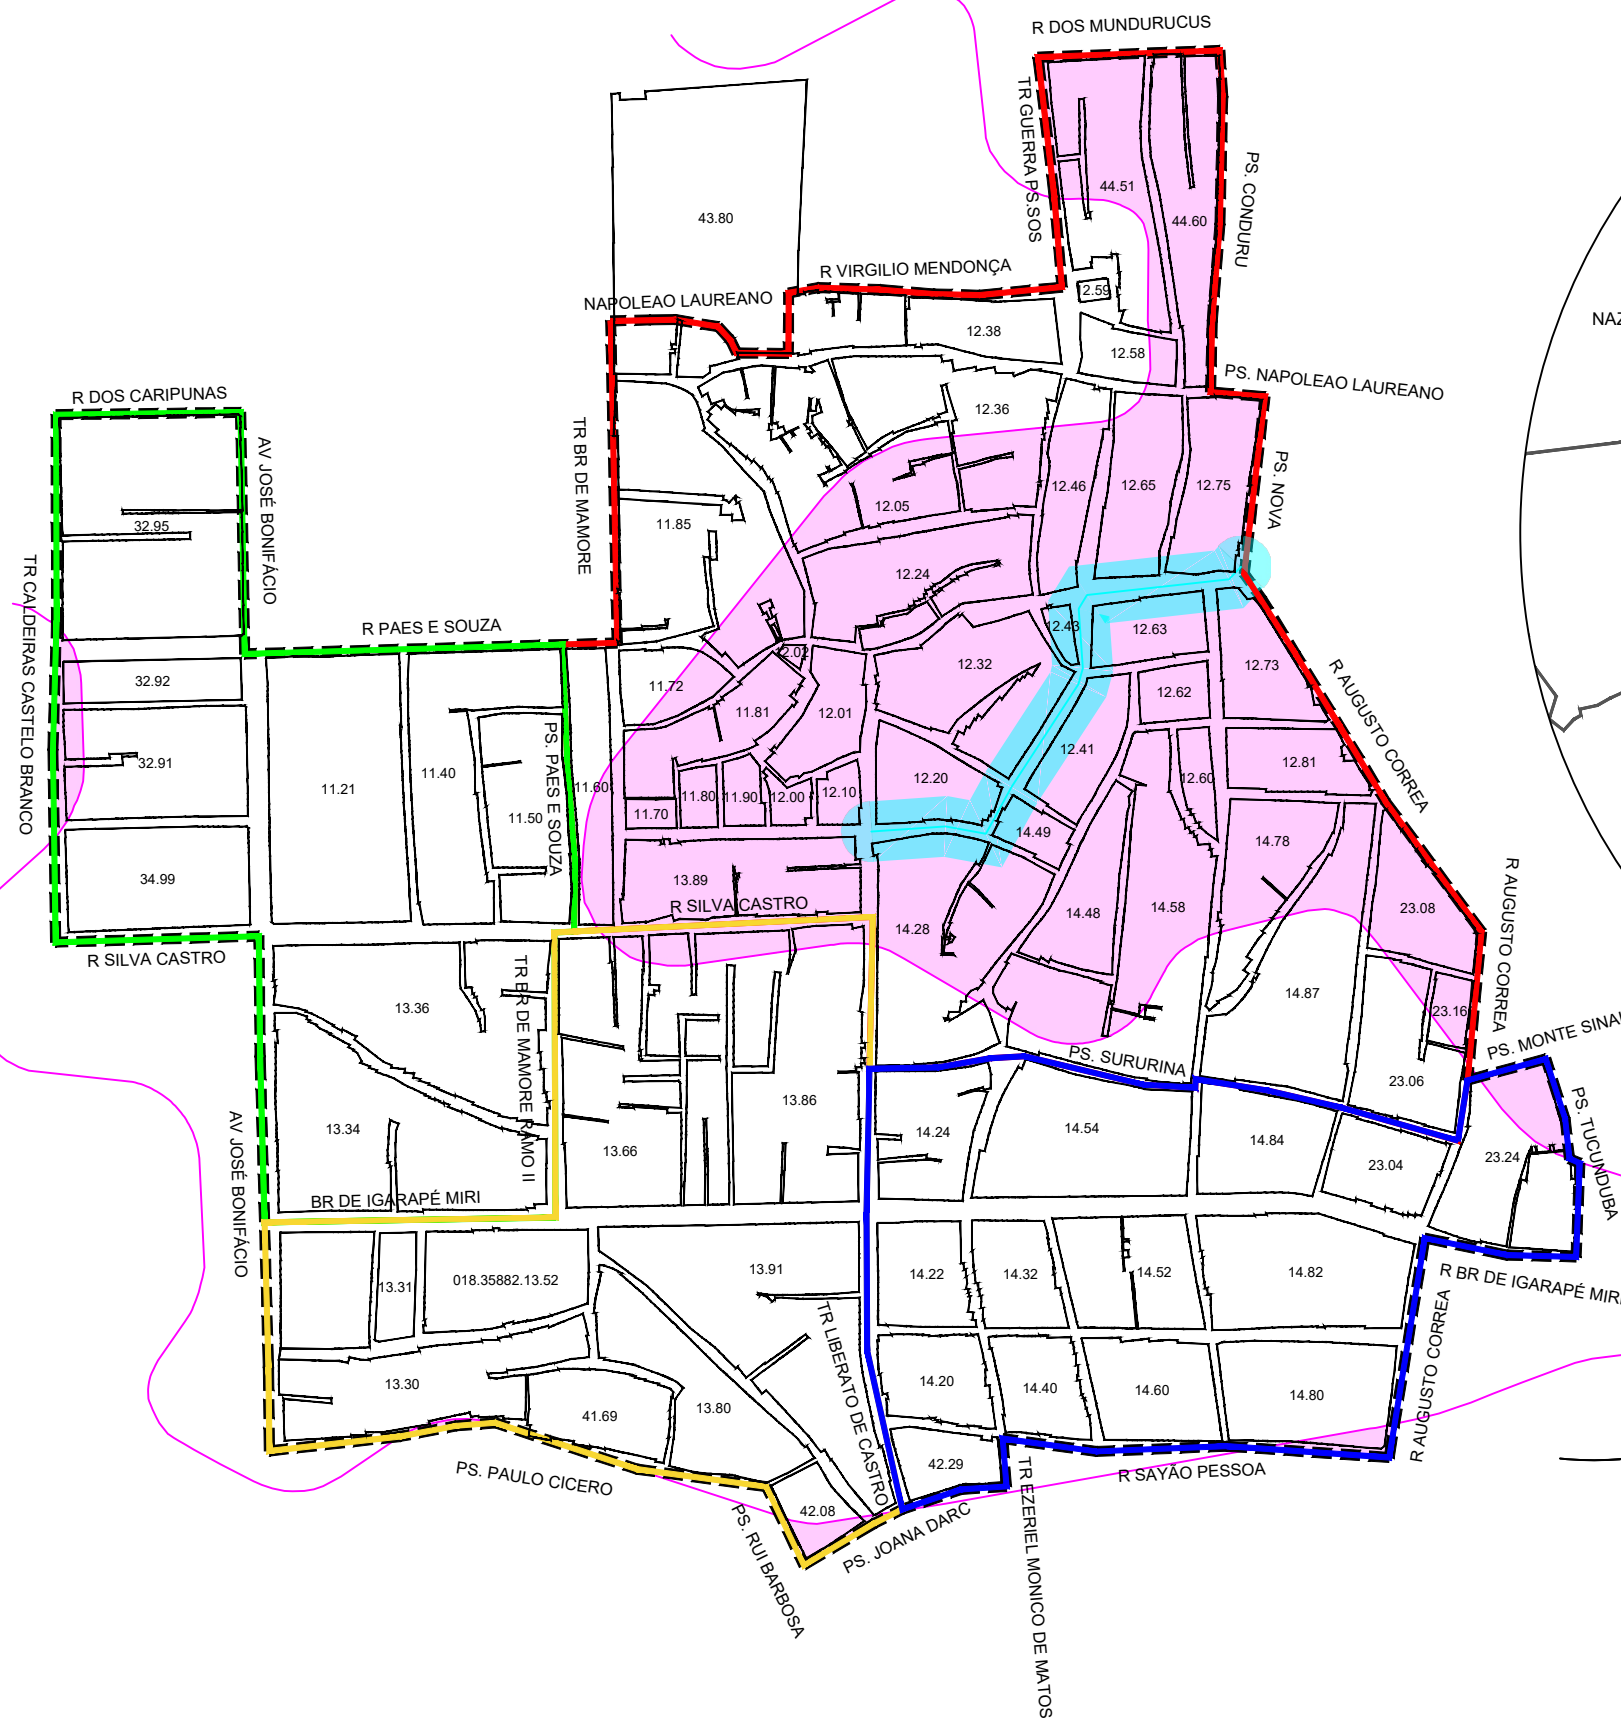 R DOS MUNDURUCUS
TR GUERRA PS.SOS
PS. CONDURU
44.51
44.60
43.80
R VIRGILIO MENDONÇA
NAPOLEAO LAUREANO
12.59
12.38
12.58
NAZ
PS. NAPOLEAO LAUREANO
R DOS CARIPUNAS
AV JOSÉ BONIFÁCIO
TR BR DE MAMORE
12.36
PS. NOVA
12.46
12.65
12.75
12.05
11.85
32.95
TR CALDEIRAS CASTELO BRANCO
12.24
R PAES E SOUZA
12.43
12.63
12.02
12.32
12.73
R AUGUSTO CORREA
32.92
11.72
12.62
11.81
12.01
12.41
PS. PAES E SOUZA
32.91
11.40
11.21
11.60
12.20
12.60
12.81
11.80
11.90
12.00
12.10
11.70
11.50
14.49
14.78
34.99
13.89
R SILVA CASTRO
14.48
14.58
23.08
R AUGUSTO CORREA
14.28
R SILVA CASTRO
TR BR DE MAMORE RAMO II
13.36
14.87
23.16
PS. MONTE SINAI
PS. SURURINA
23.06
13.86
PS. TUCUNDUBA
13.34
14.24
14.54
14.84
13.66
23.04
23.24
AV JOSÉ BONIFÁCIO
BR DE IGARAPÉ MIRI
13.31
018.35882.13.52
13.91
14.22
14.32
14.52
14.82
R BR DE IGARAPÉ MIRI
TR LIBERATO DE CASTRO
R AUGUSTO CORREA
13.30
14.20
14.40
14.60
14.80
41.69
13.80
42.29
PS. PAULO CICERO
R SAYÃO PESSOA
42.08
PS. RUI BARBOSA
PS. JOANA DARC
TR EZERIEL MONICO DE MATOS